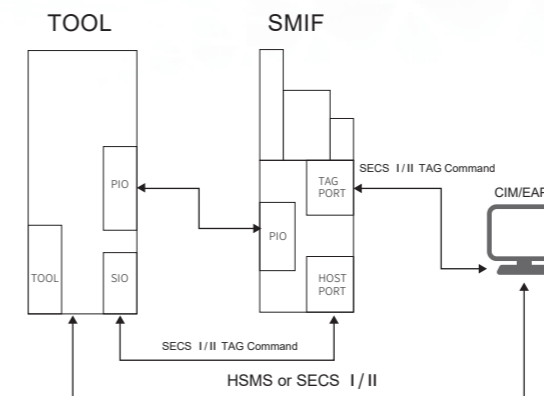 TOOL
SMIF
SECS Ⅰ/Ⅱ TAG Command
PIO
TAG
PORT
CIM/EAP
PIO
TOOL
SIO
HOST
PORT
SECS Ⅰ/Ⅱ TAG Command
HSMS or SECS Ⅰ/Ⅱ